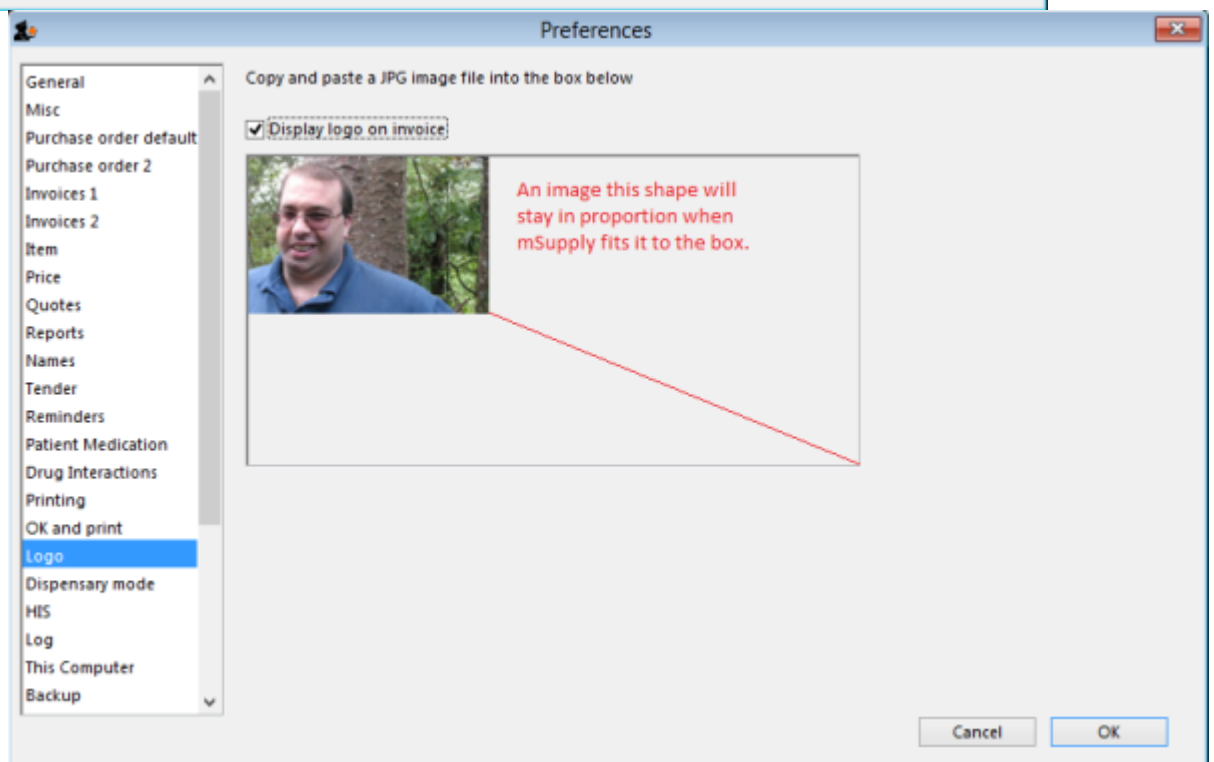 Preferences
General
Misc
Purchase order default
Purchase order 2
Invoices 1
Invoices 2
Item
Price
Quotes
Reports
Names
Tender
Reminders
Patient Medication
Drug Interactions
Printing
OK and print
Logo
Dispensary mode
HIS
Log
This Computer
Backup
Copy and paste a JPG image file into the box below
Display logo on invoice
An image this shape will
stay in proportion when
mSupply fits it to the box.
Cancel
OK